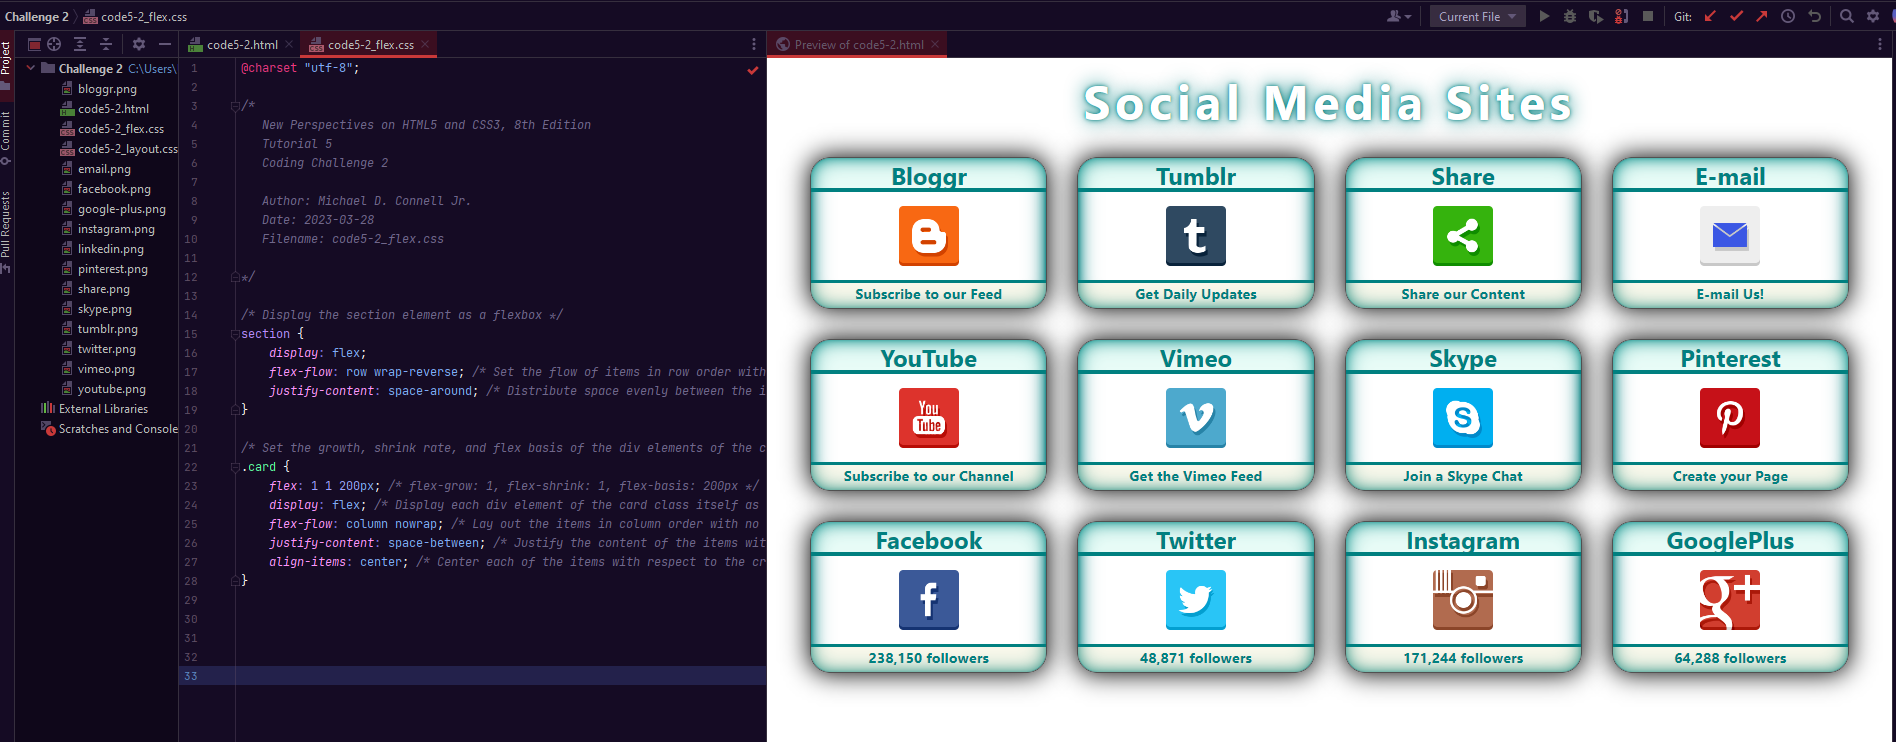 Challenge 2 code5-2_flex.css
Current File
Git:
Project
Commit
Pull Requests
Challenge 2 C:\Users\
bloggr.png
code5-2.html
code5-2_flex.css
code5-2_layout.css
email.png
facebook.png
google-plus.png
instagram.png
linkedin.png
pinterest.png
share.png
skype.png
tumblr.png
twitter.png
vimeo.png
youtube.png
External Libraries
Scratches and Console
code5-2.html code5-2_flex.css
1 @charset "utf-8";
2
3 /*
4 New Perspectives on HTML5 and CSS3, 8th Edition
5 Tutorial 5
6 Coding Challenge 2
7
8 Author: Michael D. Connell Jr.
9 Date: 2023-03-28
10 Filename: code5-2_flex.css
11
12 */
13
14 /* Display the section element as a flexbox */
15 section {
16 display: flex;
17 flex-flow: row wrap-reverse; /* Set the flow of items in row order with
18 justify-content: space-around; /* Distribute space evenly between the i
19 }
20
21 /* Set the growth, shrink rate, and flex basis of the div elements of the c
22 .card {
23 flex: 1 1 200px; /* flex-grow: 1, flex-shrink: 1, flex-basis: 200px */
24 display: flex; /* Display each div element of the card class itself as
25 flex-flow: column nowrap; /* Lay out the items in column order with no
26 justify-content: space-between; /* Justify the content of the items wit
27 align-items: center; /* Center each of the items with respect to the cr
28 }
29
30
31
32
33
Preview of code5-2.html
Social Media Sites
Bloggr
Subscribe to our Feed
Tumblr
t
Get Daily Updates
Share
Share our Content
E-mail
E-mail Us!
YouTube
You
Tube
Subscribe to our Channel
Vimeo
Get the Vimeo Feed
Skype
Join a Skype Chat
Pinterest
Create your Page
Facebook
f
238,150 followers
Twitter
48,871 followers
Instagram
171,244 followers
GooglePlus
g+
64,288 followers